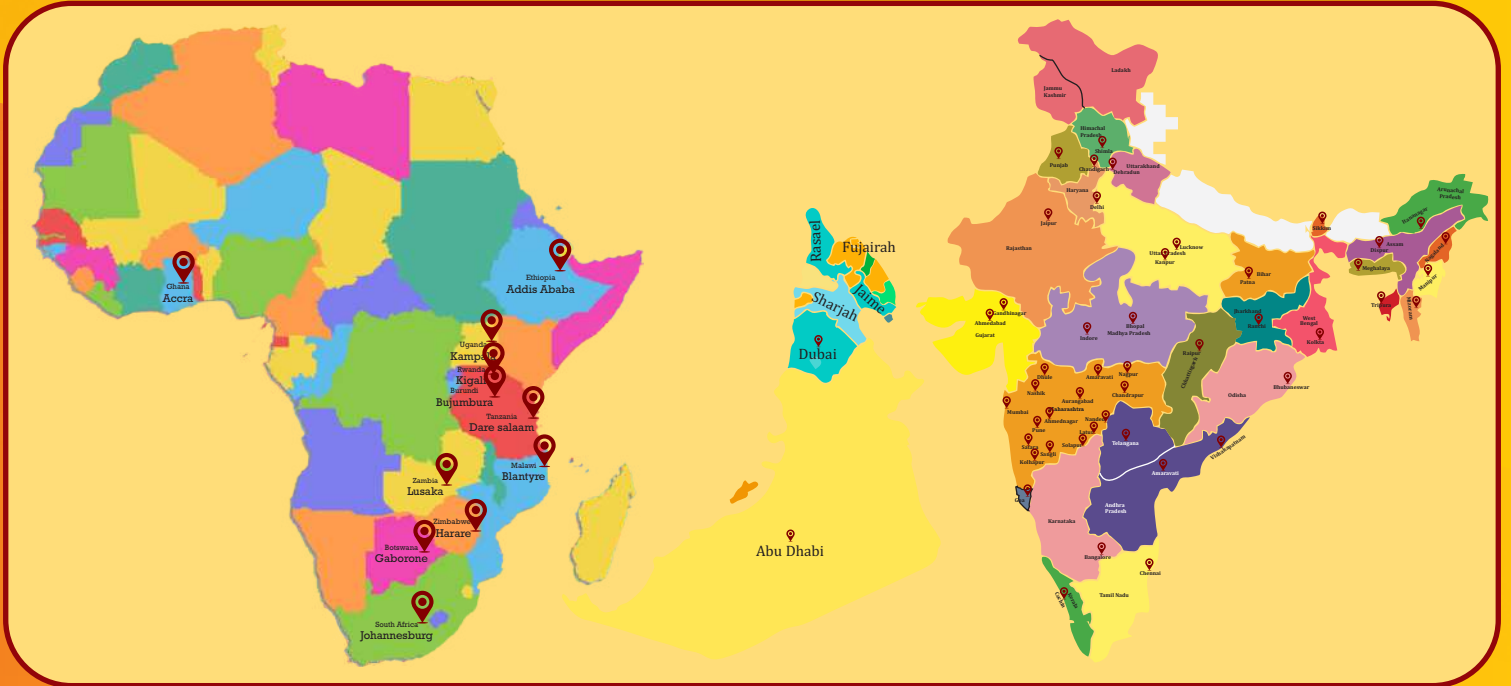 Ghana
Accra
Ethiopia
Addis Ababa
Uganda
Kampala
Rwanda
Kigali
Burundi
Bujumbura
Tanzania
Dare salaam
Malawi
Blantyre
Zambia
Lusaka
Zimbabwe
Harare
Botswana
Gaborone
South Africa
Johannesburg
Rasael
Fujairah
Jaime
Sharjah
Dubai
Abu Dhabi
Ladakh
Jammu
Kashmir
Himachal
Pradesh
Shimla
Punjab
Chandigarh
Uttarakhand
Dehradun
Haryana
Delhi
Jaipur
Rajasthan
Lucknow
Uttar Pradesh
Kanpur
Sikkim
Arunachal
Pradesh
Assam
Dispur
Nagaland
Meghalaya
Manipur
Tripura
Mizoram
Bihar
Patna
Jharkhand
Ranchi
West
Bengal
Gandhinagar
Ahmedabad
Gujarat
Bhopal
Madhya Pradesh
Indore
Raipur
Chhattisgarh
Bhubaneswar
Odisha
Dhule
Nashik
Amaravati
Nagpur
Chandrapur
Aurangabad
Maharashtra
Mumbai
Ahmednagar
Nanded
Pune
Latur
Satara
Solapur
Sangli
Kolhapur
Telangana
Vishakhapatnam
Amaravati
Goa
Andhra
Pradesh
Karnataka
Bangalore
Chennai
Tamil Nadu
Kerala